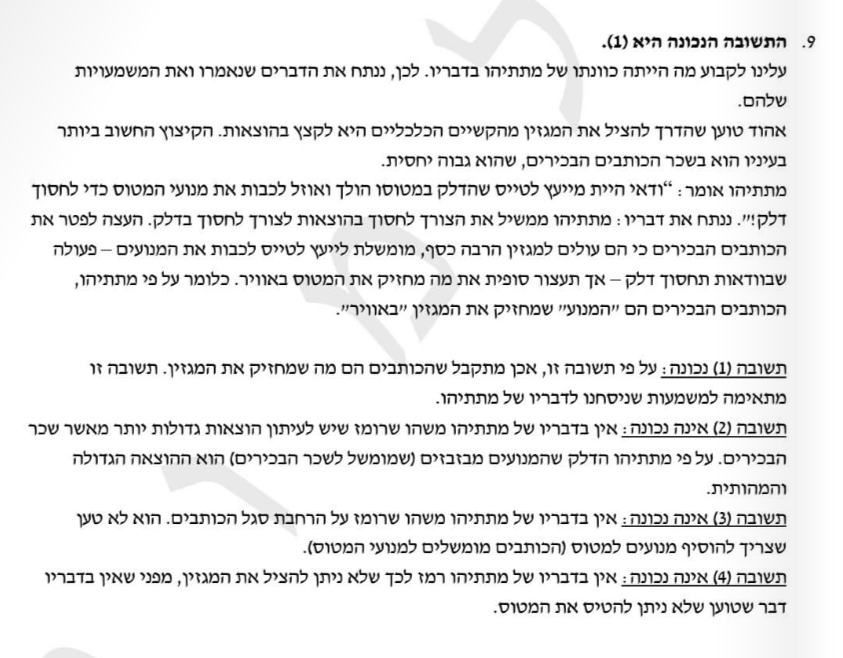 9. התשובה הנכונה היא (1).
עלינו לקבוע מה הייתה כוונתו של מתתיהו בדבריו. לכן, ננתח את הדברים שנאמרו ואת המשמעויות
שלהם.
אהוד טוען שהדרך להציל את המגזין מהקשיים הכלכליים היא לקצץ בהוצאות. הקיצוץ החשוב ביותר
בעיניו הוא בשכר הכותבים הבכירים, שהוא גבוה יחסית.
מתתיהו אומר: "ודאי היית מייעץ לטייס שהדלק במטוסו הולך ואוזל לכבות את מנועי המטוס כדי לחסוך
דלק!". ננתח את דבריו: מתתיהו ממשיל את הצורך לחסוך בהוצאות לצורך לחסוך בדלק. העצה לפטר את
הכותבים הבכירים כי הם עולים למגזין הרבה כסף, מומשלת לייעץ לטייס לכבות את המנועים – פעולה
שבוודאות תחסוך דלק – אך תעצור סופית את מה מחזיק את המטוס באוויר. כלומר על פי מתתיהו,
הכותבים הבכירים הם "המנוע" שמחזיק את המגזין "באוויר".
תשובה (1) נכונה: על פי תשובה זו, אכן מתקבל שהכותבים הם מה שמחזיק את המגזין. תשובה זו
מתאימה למשמעות שניסחנו לדבריו של מתתיהו.
תשובה (2) אינה נכונה: אין בדבריו של מתתיהו משהו שרומז שיש לעיתון הוצאות גדולות יותר מאשר שכר
הבכירים. על פי מתתיהו הדלק שהמנועים מבזבזים (שמומשל לשכר הבכירים) הוא ההוצאה הגדולה
והמהותית.
תשובה (3) אינה נכונה: אין בדבריו של מתתיהו משהו שרומז על הרחבת סגל הכותבים. הוא לא טען
שצריך להוסיף מנועים למטוס (הכותבים מומשלים למנועי המטוס).
תשובה (4) אינה נכונה: אין בדבריו של מתתיהו רמז לכך שלא ניתן להציל את המגזין, מפני שאין בדבריו
דבר שטוען שלא ניתן להטיס את המטוס.